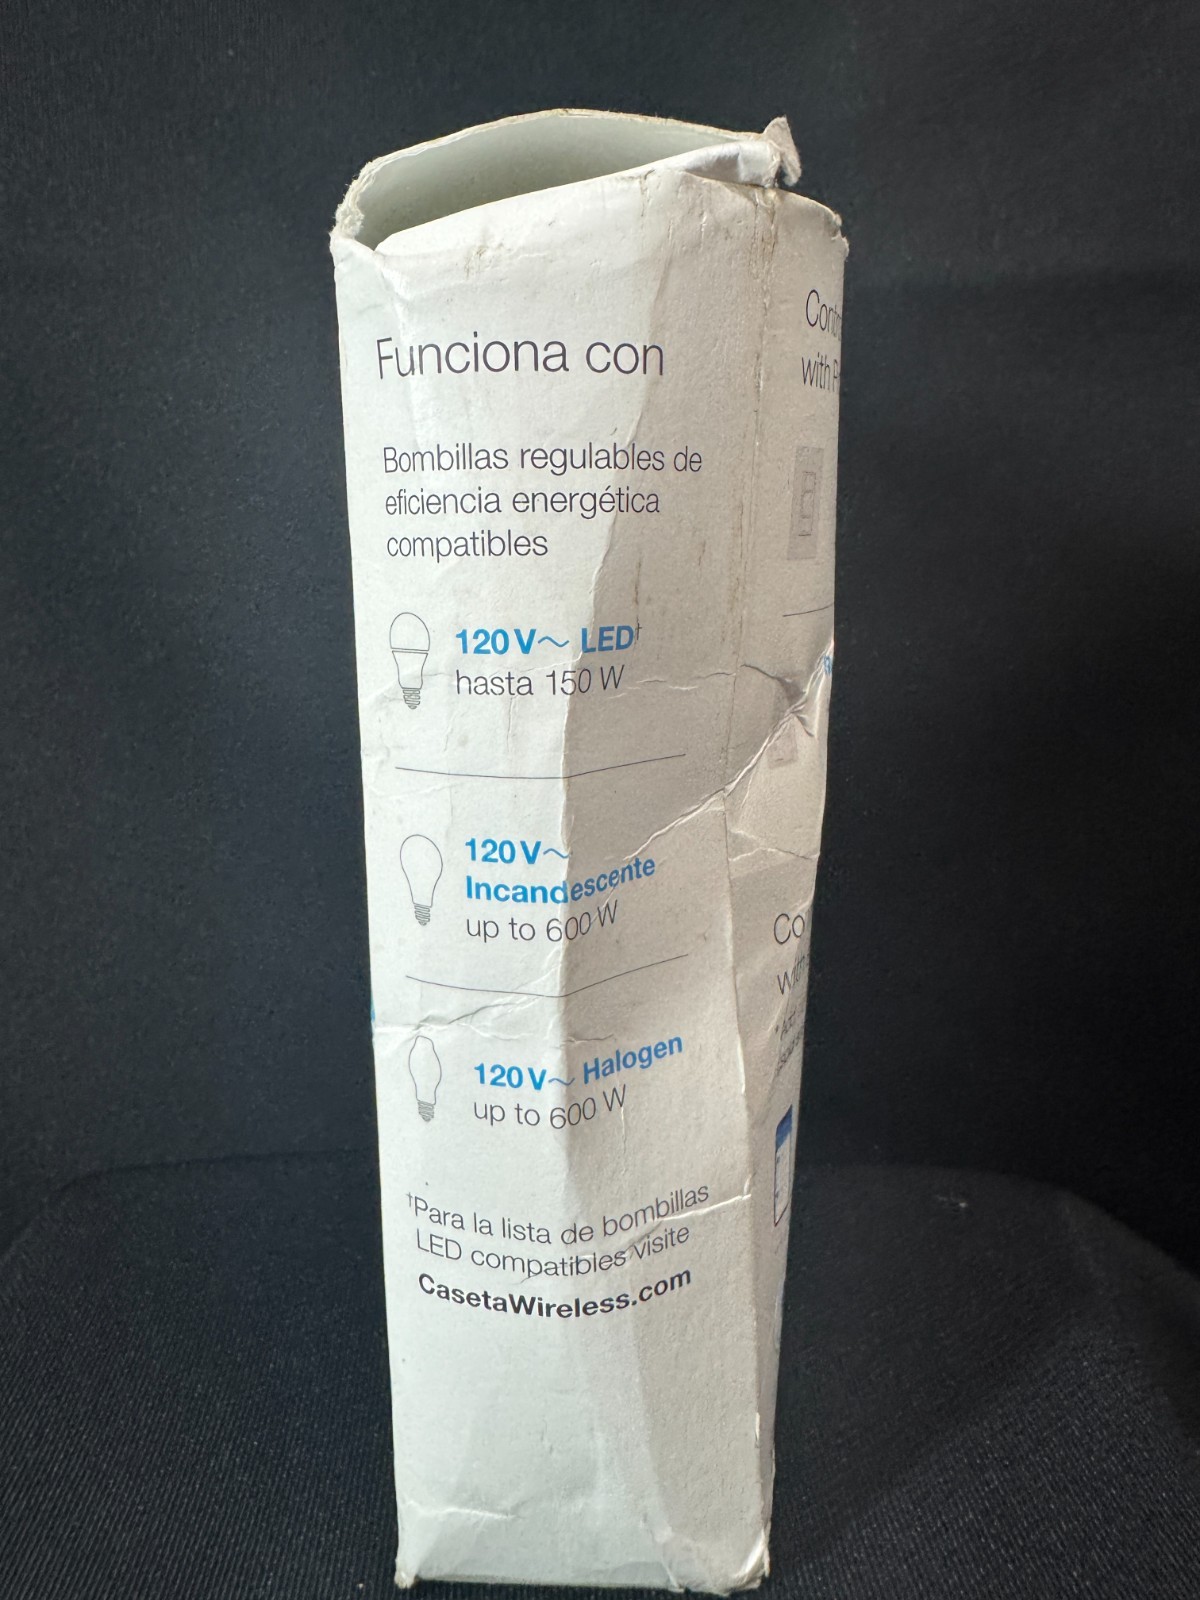 Funciona con
Bombillas regulables de
eficiencia energética
compatibles
120 V~ LED†
hasta 150 W
120 V~
Incandescente
up to 600 W
120 V~ Halogen
up to 600 W
†Para la lista de bombillas
LED compatibles visite
CasetaWireless.com
with